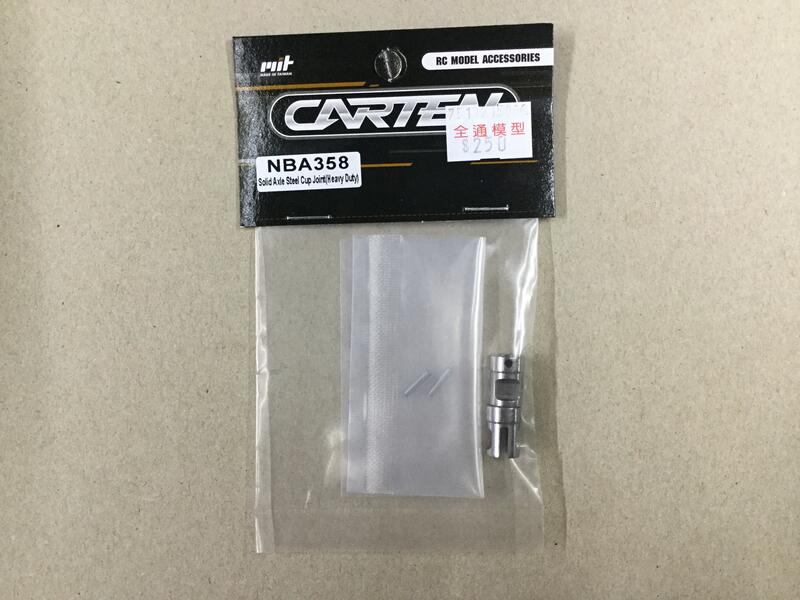 mit
MADE IN TAIWAN
RC MODEL ACCESSORIES
CARTEN
全通模型
$250
NBA358
Solid Axle Steel Cup Joint(Heavy Duty)